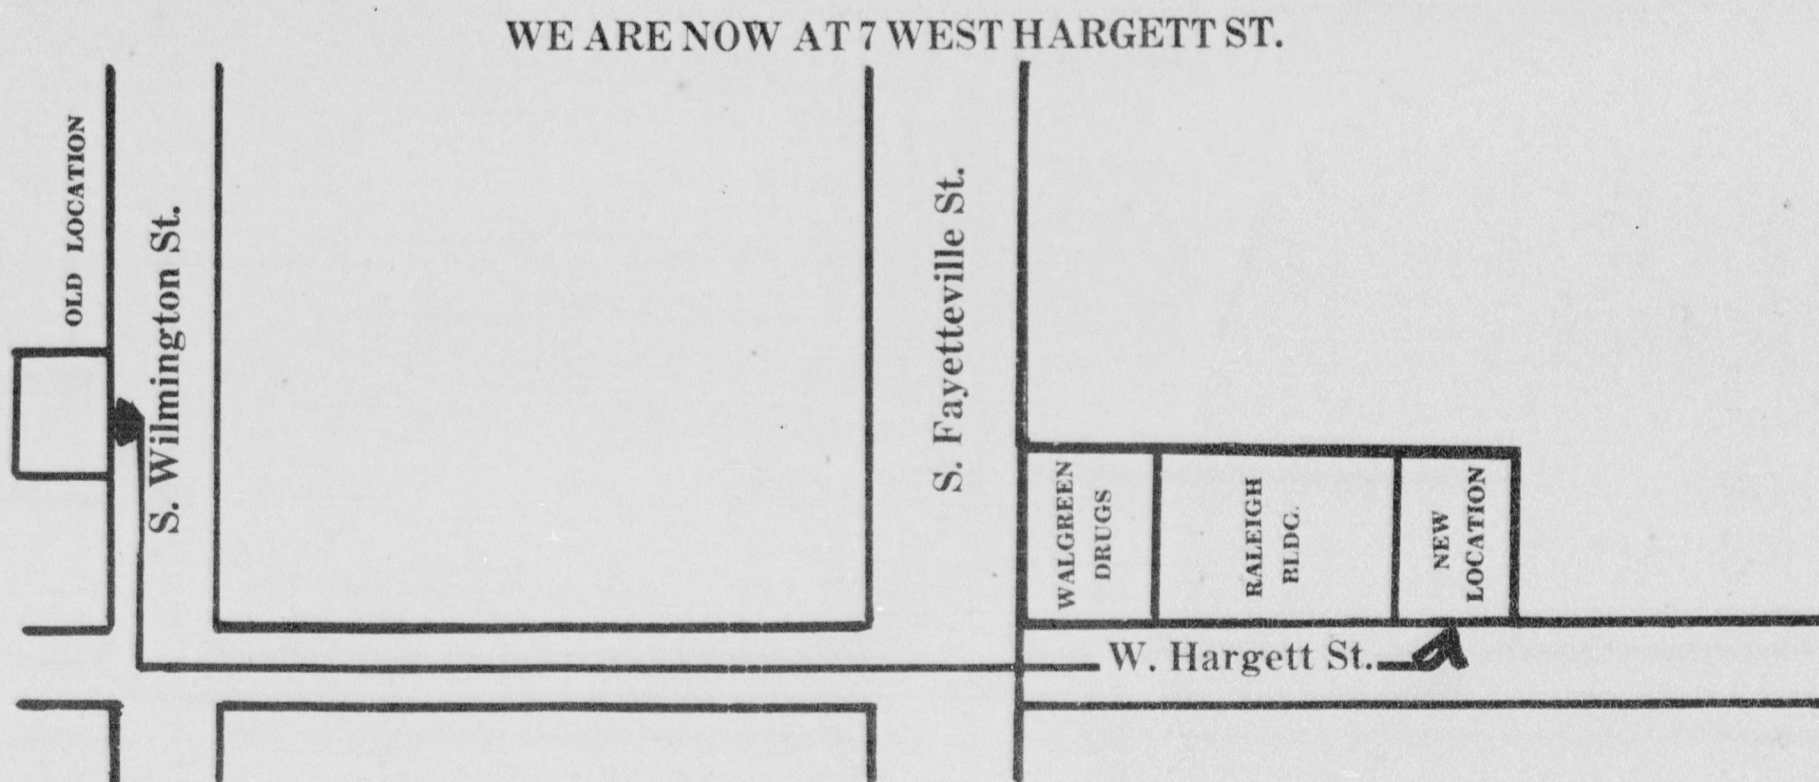 WE ARE NOW AT 7 WEST HARGETT ST.
OLD LOCATION
S. Wilmington St.
S. Fayetteville St.
WALGREEN
DRUGS
RALEIGH
BLDG.
NEW
LOCATION
W. Hargett St.